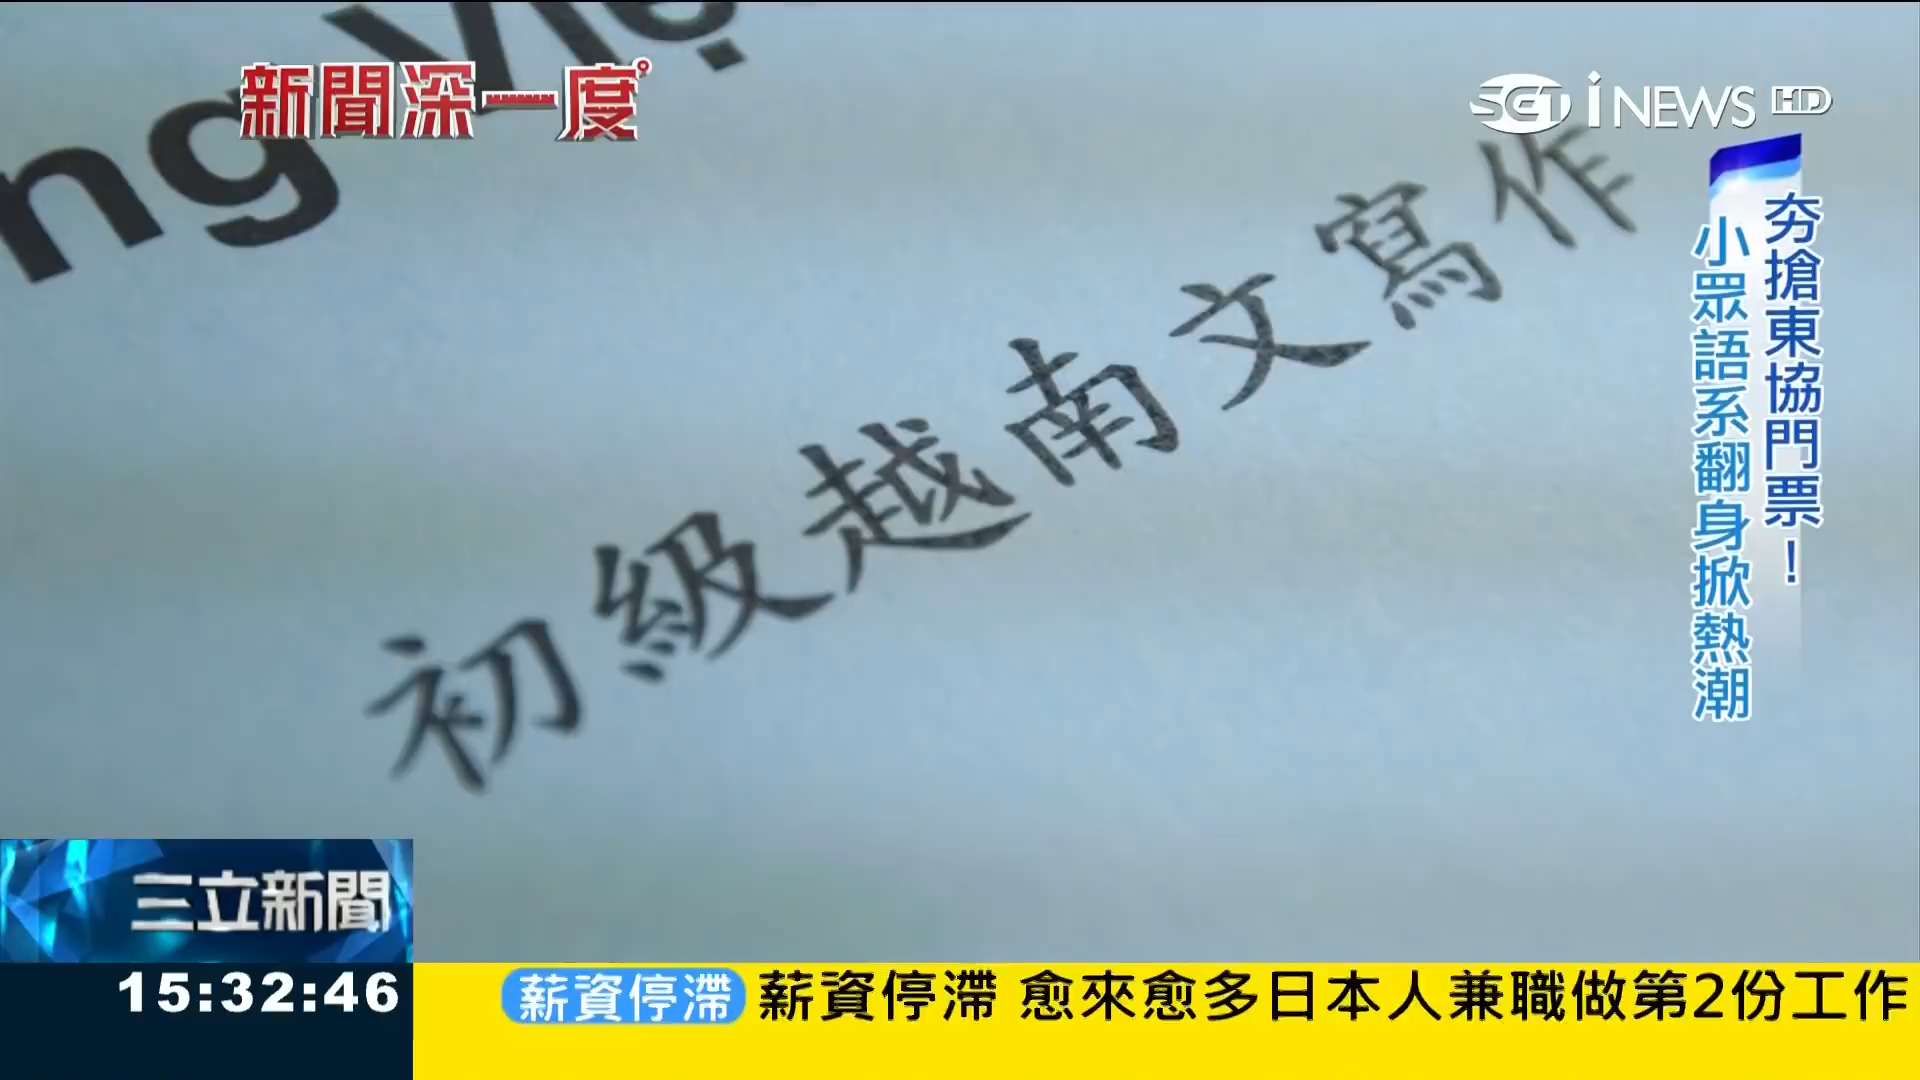 ng Việ
新聞深一度
SET iNEWS HD
夯搶東協門票！
小眾語系翻身掀熱潮
初級越南文寫作
三立新聞
15:32:46
薪資停滯 薪資停滯 愈來愈多日本人兼職做第2份工作